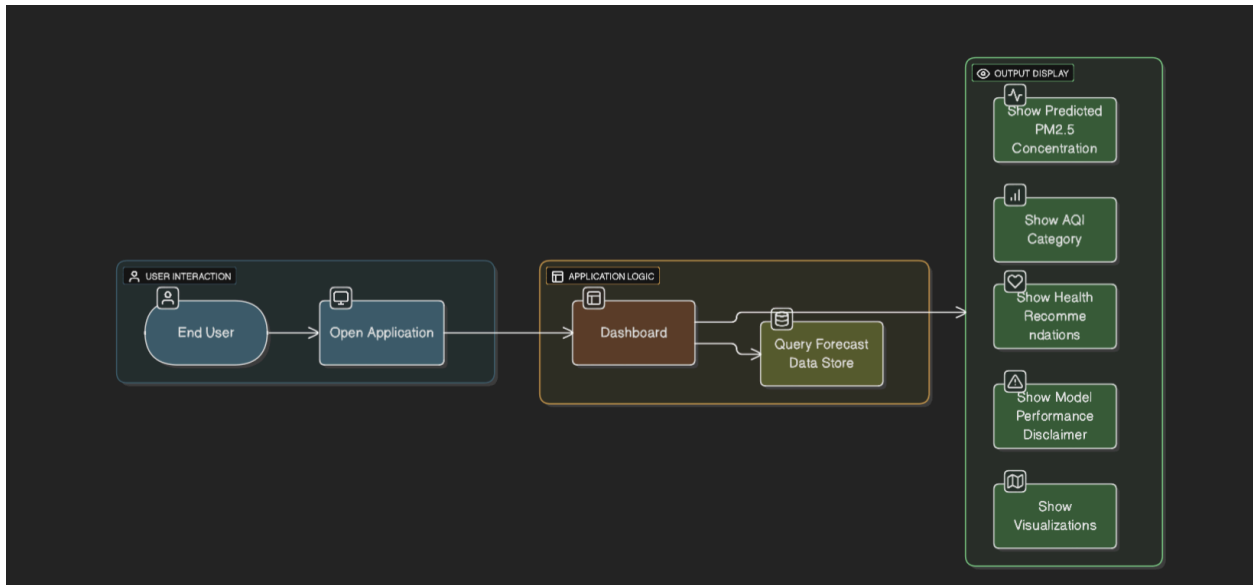 USER INTERACTION
End User
Open Application
APPLICATION LOGIC
Dashboard
Query Forecast
Data Store
OUTPUT DISPLAY
Show Predicted
PM2.5
Concentration
Show AQI
Category
Show Health
Recomme
ndations
Show Model
Performance
Disclaimer
Show
Visualizations